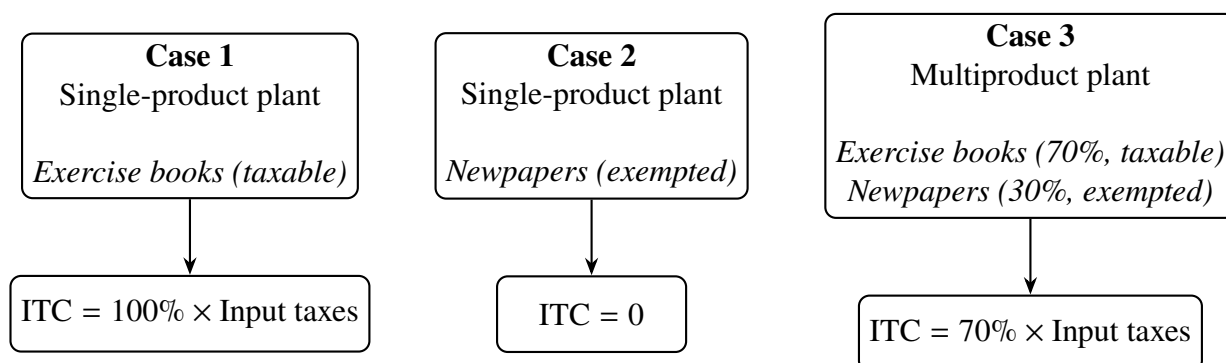 Case 1
Single-product plant
Exercise books (taxable)
ITC = 100% × Input taxes
Case 2
Single-product plant
Newpapers (exempted)
ITC = 0
Case 3
Multiproduct plant
Exercise books (70%, taxable)
Newpapers (30%, exempted)
ITC = 70% × Input taxes